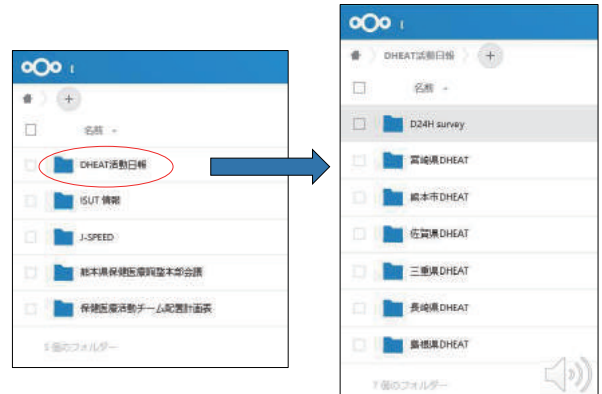 名前
DHEAT活動日報
ISUT 情報
J-SPEED
熊本県保健医療調整本部会議
保健医療活動チーム配置計画表
5 個のフォルダー
DHEAT活動日報
名前
D24H survey
宮崎県DHEAT
熊本市DHEAT
佐賀県DHEAT
三重県DHEAT
長崎県DHEAT
島根県DHEAT
7 個のフォルダー